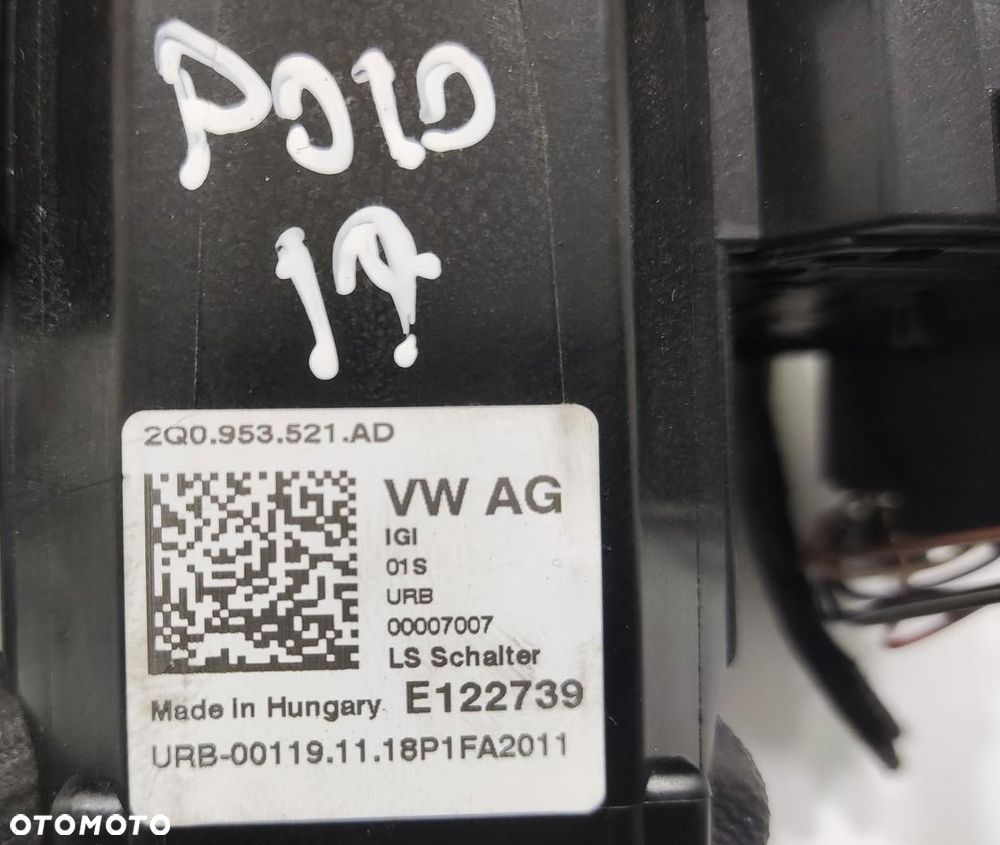 POLO
17
2Q0.953.521.AD
VW AG
IGI
01S
URB
00007007
LS Schalter
Made in Hungary E122739
URB-00119.11.18P1FA2011
OTOMOTO